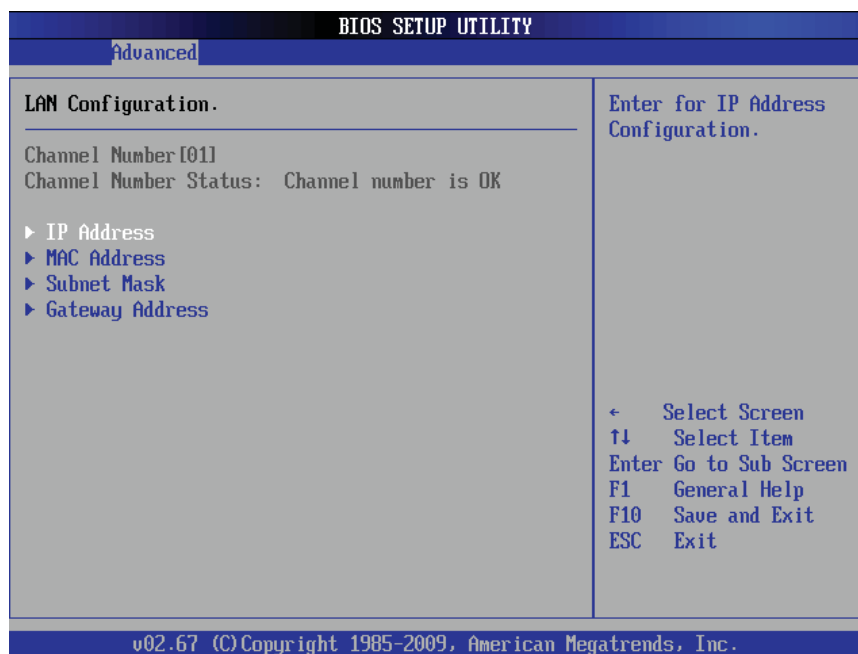 BIOS SETUP UTILITY
Advanced
LAN Configuration.
Channel Number[01]
Channel Number Status: Channel number is OK
▶ IP Address
▶ MAC Address
▶ Subnet Mask
▶ Gateway Address
Enter for IP Address
Configuration.
← Select Screen
↑↓ Select Item
Enter Go to Sub Screen
F1 General Help
F10 Save and Exit
ESC Exit
v02.67 (C)Copyright 1985-2009, American Megatrends, Inc.